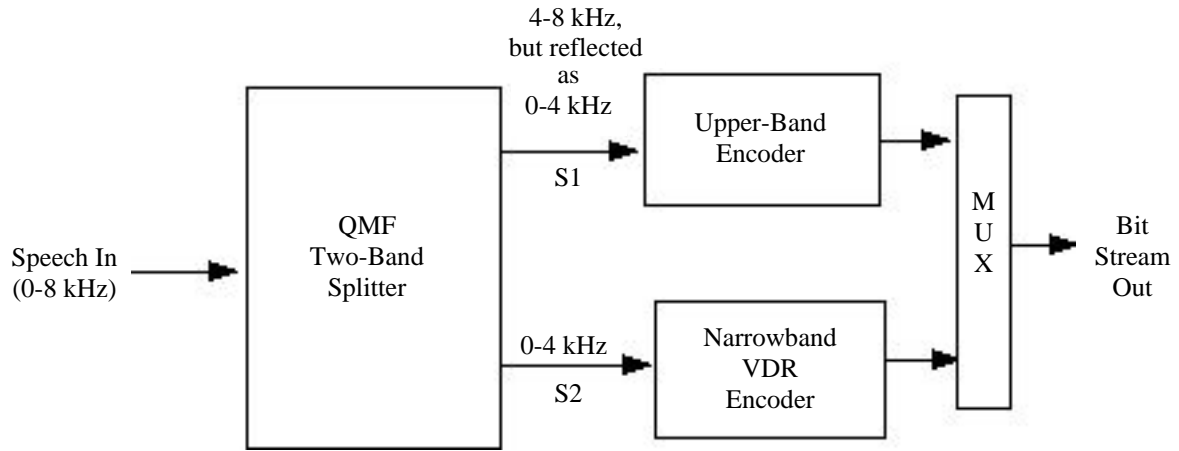 Speech In
(0-8 kHz)
QMF
Two-Band
Splitter
4-8 kHz,
but reflected
as
0-4 kHz
S1
Upper-Band
Encoder
0-4 kHz
S2
Narrowband
VDR
Encoder
M
U
X
Bit
Stream
Out